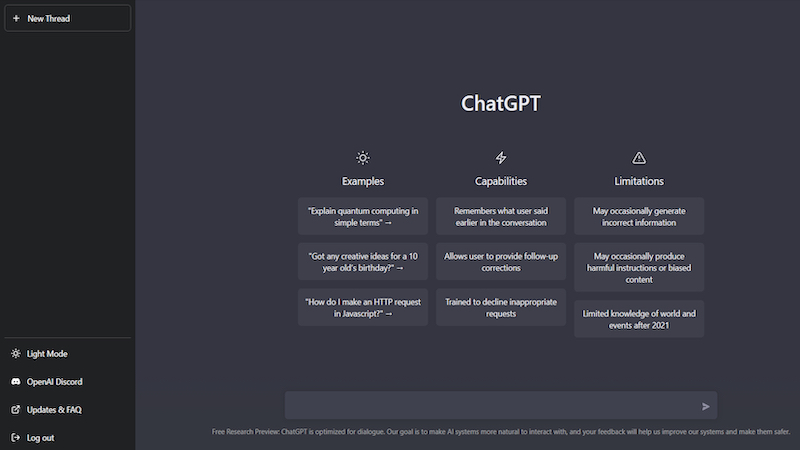 + New Thread
ChatGPT
Examples
"Explain quantum computing in
simple terms" →
"Got any creative ideas for a 10
year old's birthday?" →
"How do I make an HTTP request
in Javascript?" →
Capabilities
Remembers what user said
earlier in the conversation
Allows user to provide follow-up
corrections
Trained to decline inappropriate
requests
Limitations
May occasionally generate
incorrect information
May occasionally produce
harmful instructions or biased
content
Limited knowledge of world and
events after 2021
Light Mode
OpenAI Discord
Updates & FAQ
Log out
Free Research Preview: ChatGPT is optimized for dialogue. Our goal is to make AI systems more natural to interact with, and your feedback will help us improve our systems and make them safer.